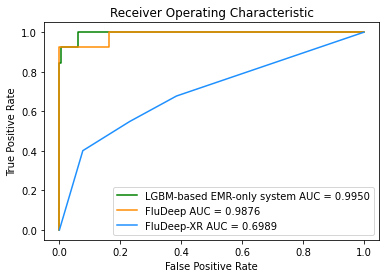 Receiver Operating Characteristic
1.0
0.8
0.6
0.4
0.2
0.0
True Positive Rate
LGBM-based EMR-only system AUC = 0.9950
FluDeep AUC = 0.9876
FluDeep-XR AUC = 0.6989
0.0 0.2 0.4 0.6 0.8 1.0
False Positive Rate